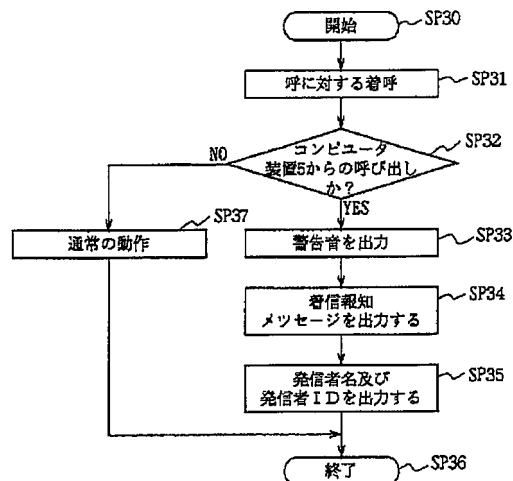 開始
SP30
呼に対する着呼
SP31
コンピユータ
装置5からの呼び出し
か?
SP32
NO
YES
通常の動作
SP37
警告音を出力
SP33
着信報知
メツセージを出力する
SP34
発信者名及び
発信者IDを出力する
SP35
終了
SP36